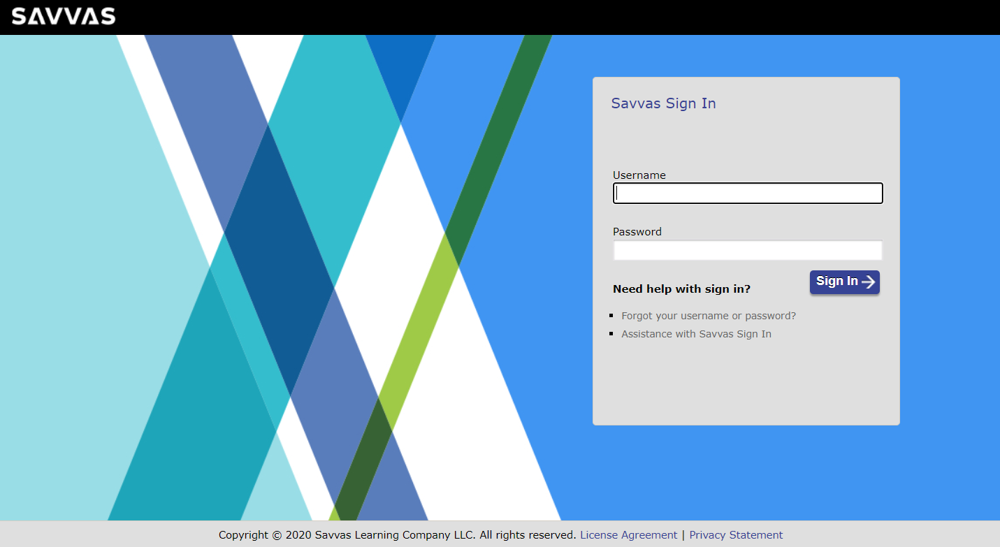 SAVVAS
Savvas Sign In
Username
Password
Sign In
Need help with sign in?
Forgot your username or password?
Assistance with Savvas Sign In
Copyright © 2020 Savvas Learning Company LLC. All rights reserved. License Agreement | Privacy Statement